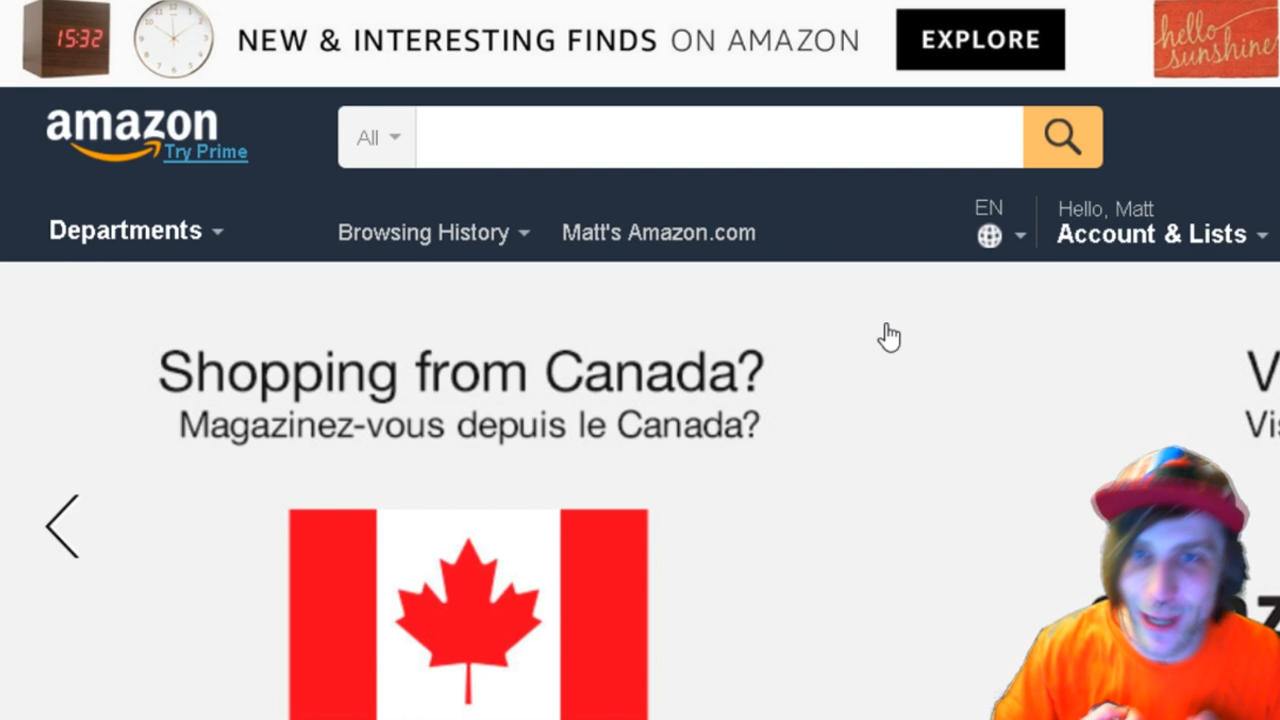 15:32
NEW & INTERESTING FINDS ON AMAZON
EXPLORE
hello
sunshine
amazon
Try Prime
All
Departments
Browsing History
Matt's Amazon.com
EN
Hello, Matt
Account & Lists
Shopping from Canada?
Magazinez-vous depuis le Canada?